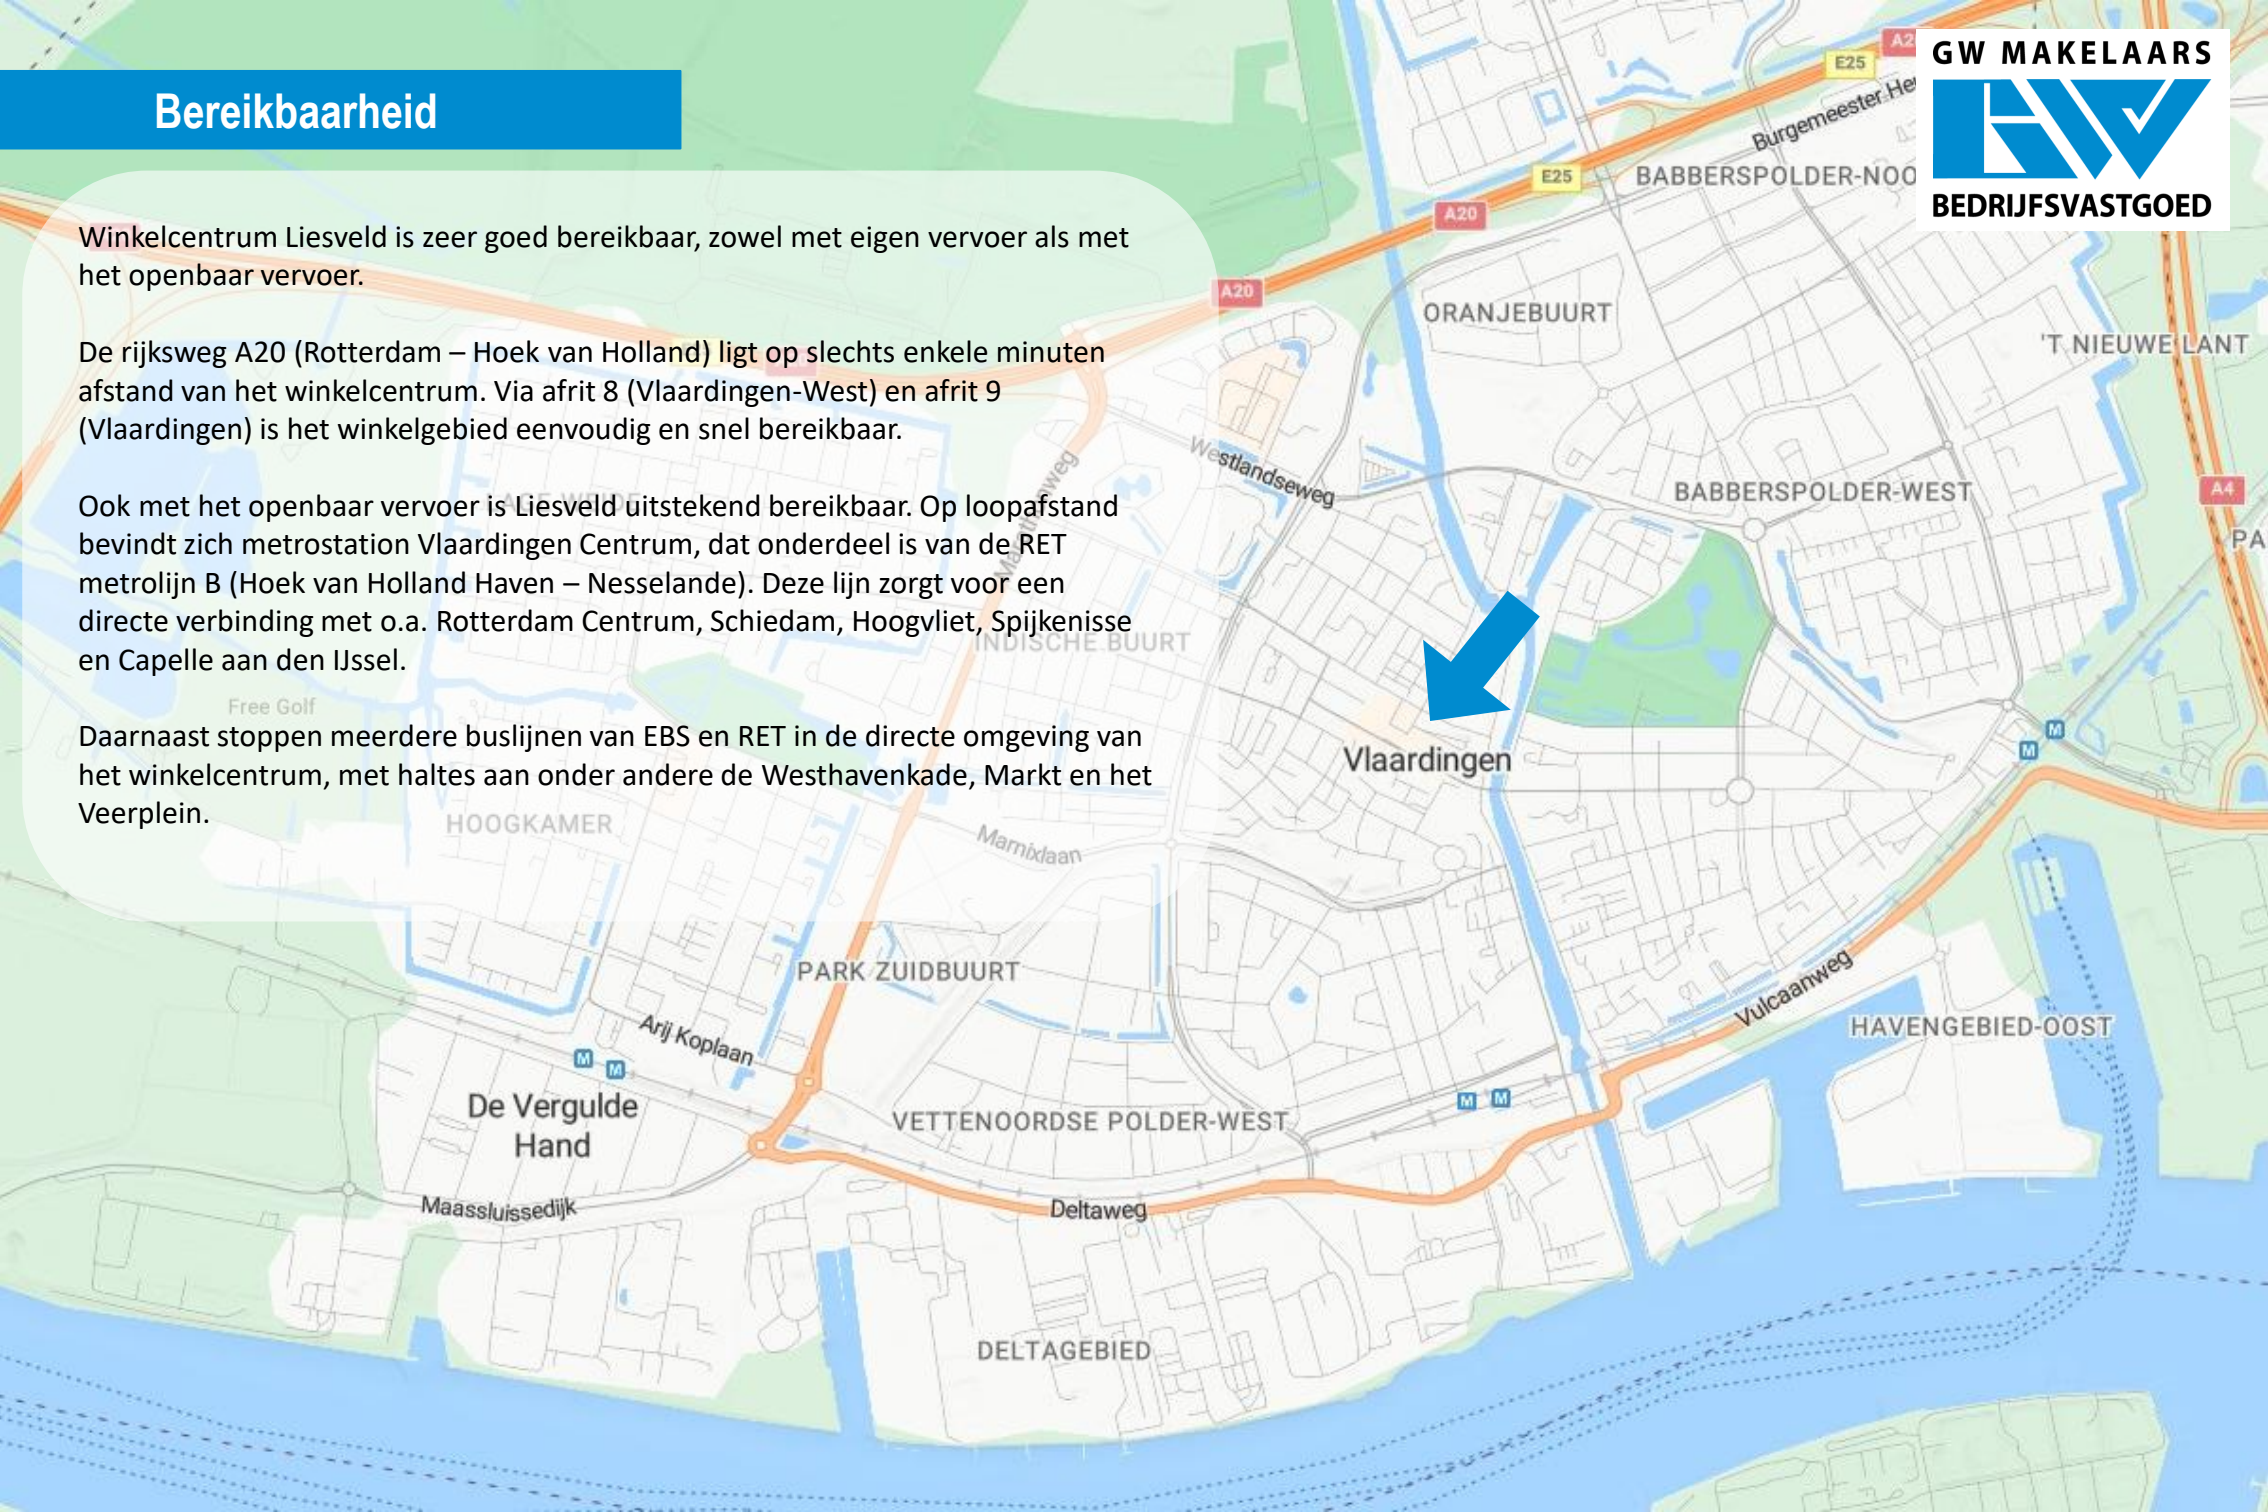 Bereikbaarheid
GW MAKELAARS
BEDRIJFSVASTGOED
Winkelcentrum Liesveld is zeer goed bereikbaar, zowel met eigen vervoer als met
het openbaar vervoer.
De rijksweg A20 (Rotterdam – Hoek van Holland) ligt op slechts enkele minuten
afstand van het winkelcentrum. Via afrit 8 (Vlaardingen-West) en afrit 9
(Vlaardingen) is het winkelgebied eenvoudig en snel bereikbaar.
Ook met het openbaar vervoer is Liesveld uitstekend bereikbaar. Op loopafstand
bevindt zich metrostation Vlaardingen Centrum, dat onderdeel is van de RET
metrolijn B (Hoek van Holland Haven – Nesselande). Deze lijn zorgt voor een
directe verbinding met o.a. Rotterdam Centrum, Schiedam, Hoogvliet, Spijkenisse
en Capelle aan den IJssel.
Daarnaast stoppen meerdere buslijnen van EBS en RET in de directe omgeving van
het winkelcentrum, met haltes aan onder andere de Westhavenkade, Markt en het
Veerplein.
E25
Burgemeester He
E25
BABBERSPOLDER-NOO
A20
A20
ORANJEBUURT
'T NIEUWE LANT
Westlandseweg
BABBERSPOLDER-WEST
A4
PA
LAGE WEIDE
INDISCHE BUURT
Free Golf
M
M
Vlaardingen
HOOGKAMER
Marnixlaan
PARK ZUIDBUURT
Vulcaanweg
HAVENGEBIED-OOST
Arij Koplaan
M
M
De Vergulde
Hand
VETTENOORDSE POLDER-WEST
M
M
Maassluissedijk
Deltaweg
DELTAGEBIED